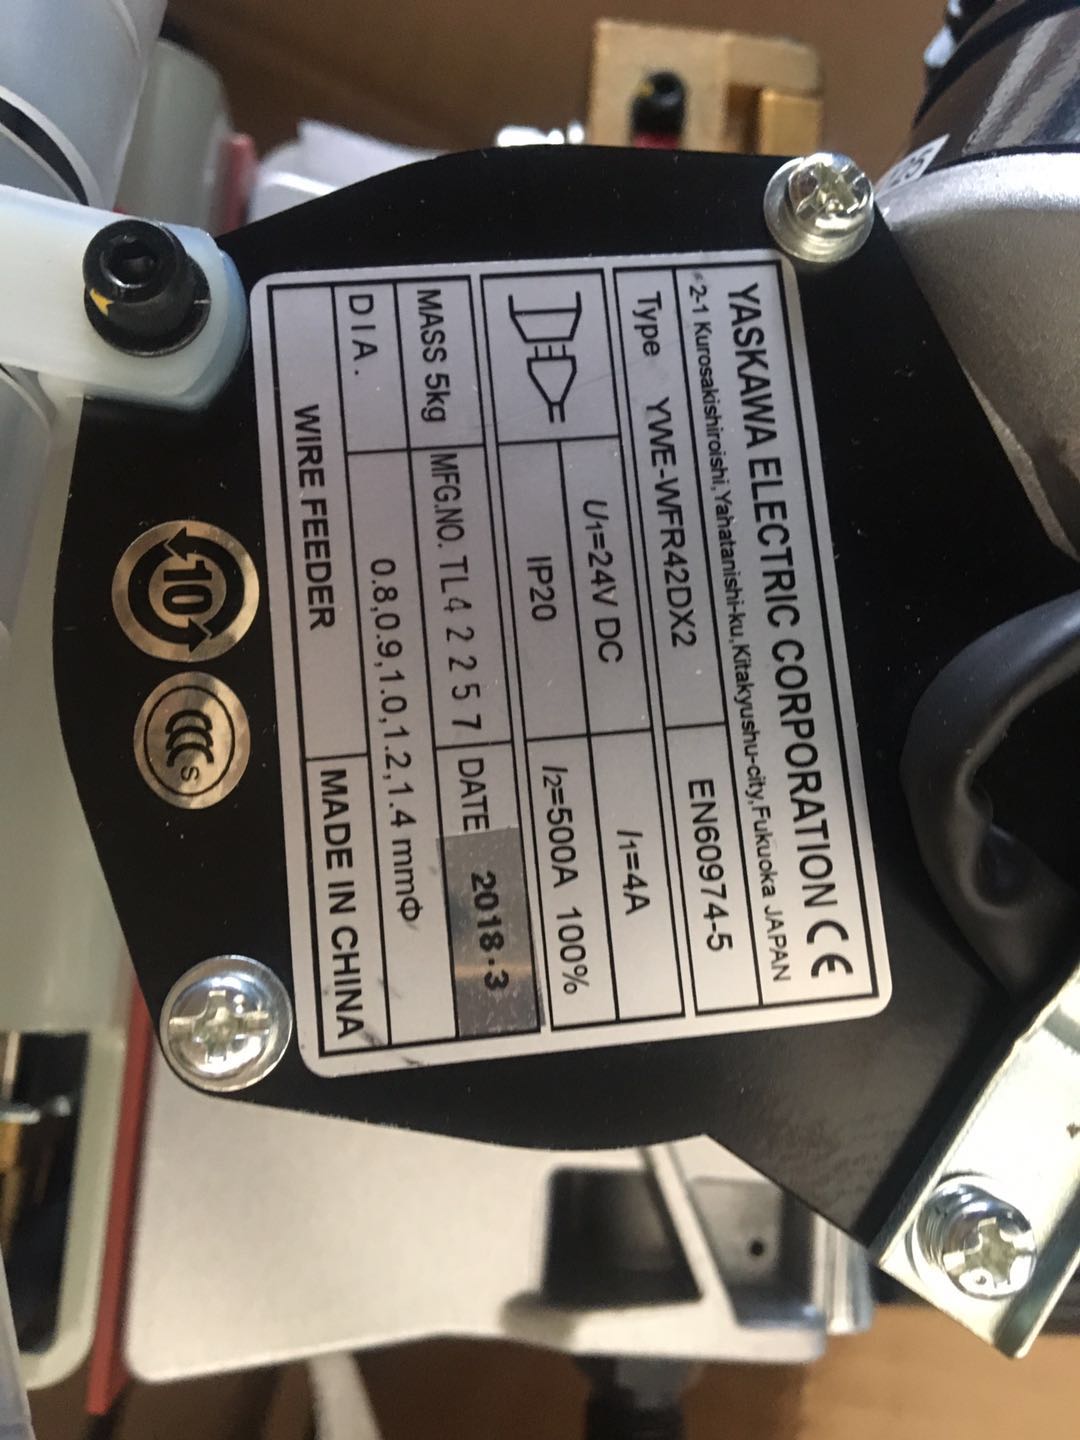 YASKAWA ELECTRIC CORPORATION CE
2-1 Kurosakishiroishi, Yahatanishi-ku, Kitakyushu-city, Fukuoka JAPAN
Type YWE-WFR42DX2 EN60974-5
U1=24V DC I1=4A
IP20 I2=500A 100%
MASS 5kg MFG.NO. TL4 2 2 5 7 DATE 2018.3
DIA. 0.8,0.9,1.0,1.2,1.4 mmΦ
WIRE FEEDER MADE IN CHINA
10
CCC S